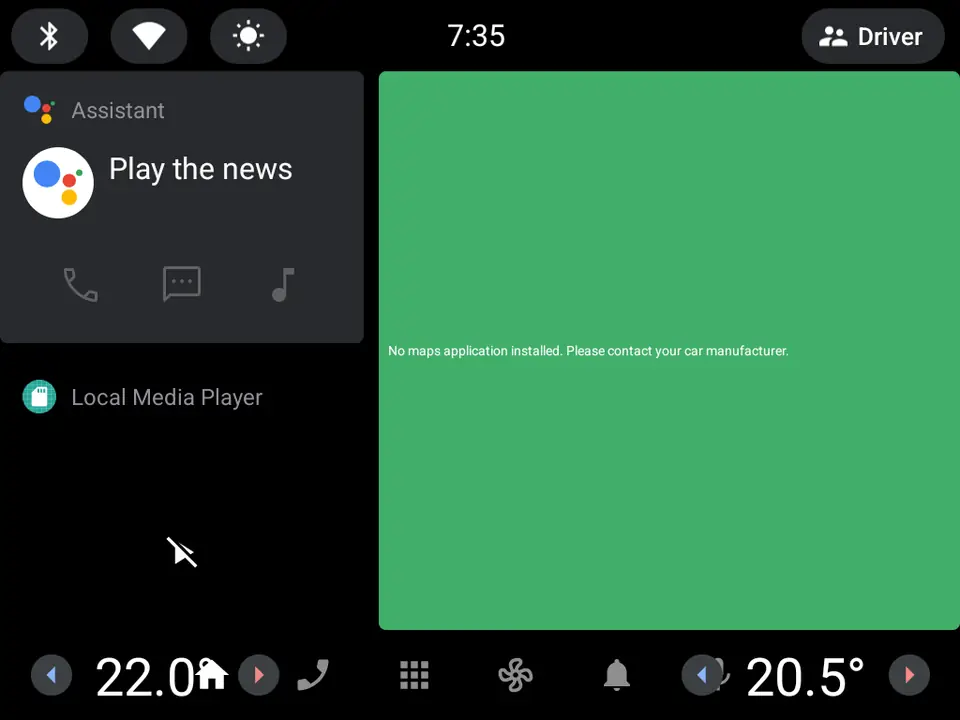 7:35
Driver
Assistant
Play the news
No maps application installed. Please contact your car manufacturer.
Local Media Player
22.0°
20.5°